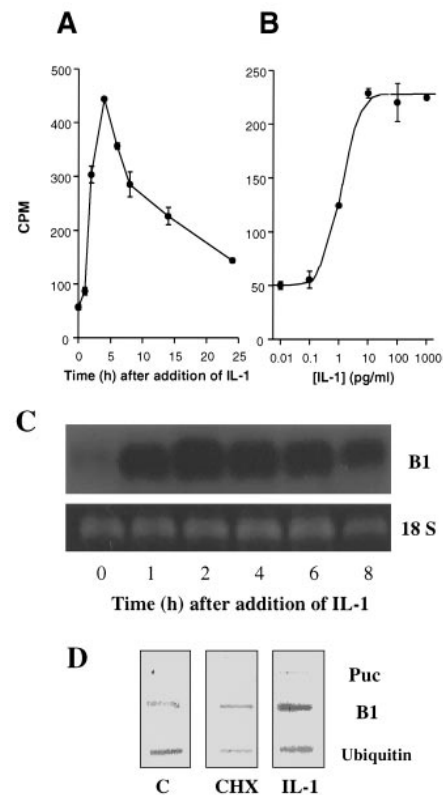 A
B
500
400
300
200
100
0
CPM
0 5 10 15 20 25
Time (h) after addition of IL-1
250
200
150
100
50
0
0.01 0.1 1 10 100 1000
[IL-1] (pg/ml)
C
B1
18 S
0 1 2 4 6 8
Time (h) after addition of IL-1
D
Puc
B1
Ubiquitin
C CHX IL-1